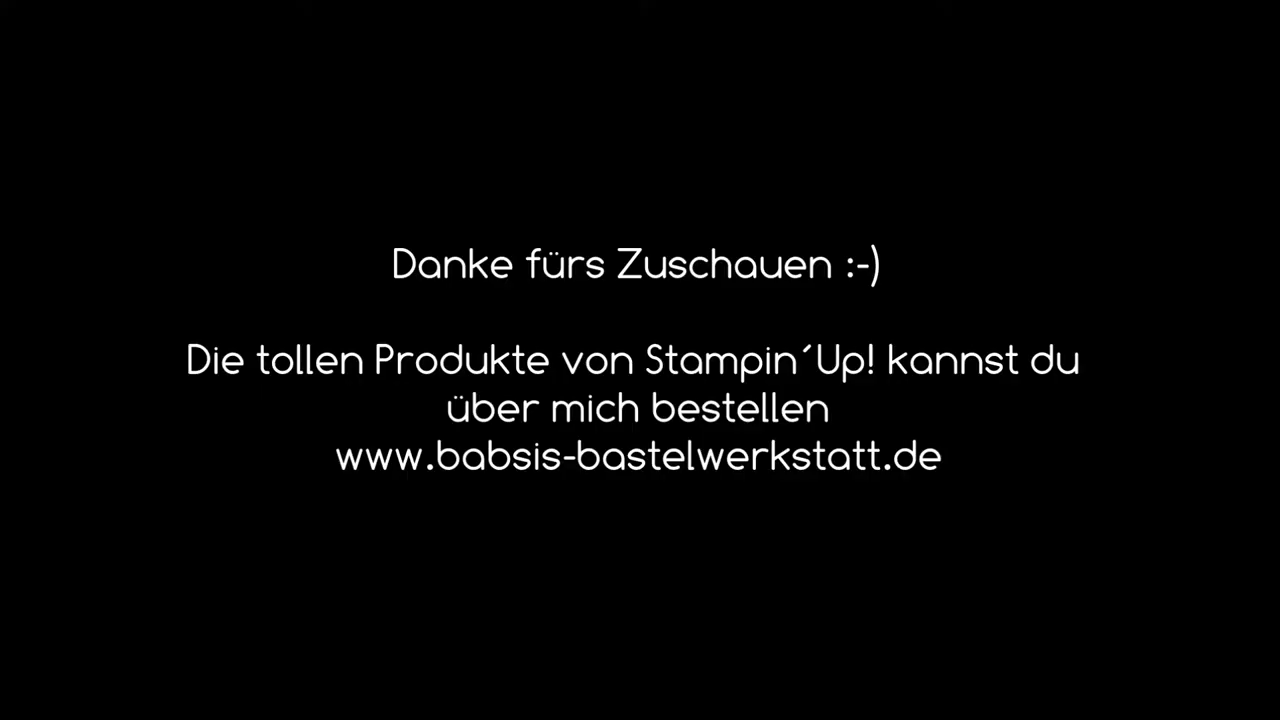 Danke fürs Zuschauen :-)
Die tollen Produkte von Stampin´Up! kannst du
über mich bestellen
www.babsis-bastelwerkstatt.de